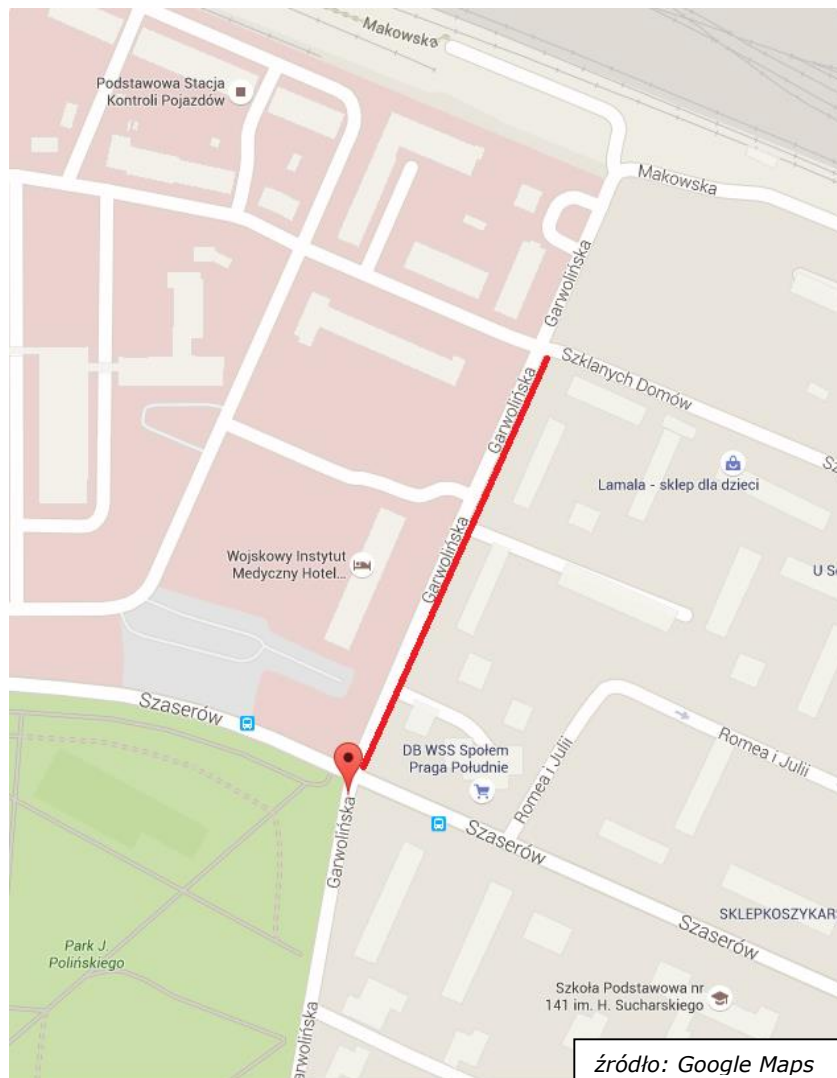 Makowska
Podstawowa Stacja
Kontroli Pojazdów
Makowska
Garwolińska
Szklanych Domów
Garwolińska
Sz
Lamala - sklep dla dzieci
Garwolińska
Wojskowy Instytut
Medyczny Hotel...
U S
Szaserów
Romea i Julii
DB WSS Społem
Praga Południe
Romea i Julii
Garwolińska
Szaserów
SKLEPKOSZYKAR
Szaserów
Park J
Polińskiego
Szkoła Podstawowa nr
141 im. H. Sucharskiego
rwolińska
źródło: Google Maps